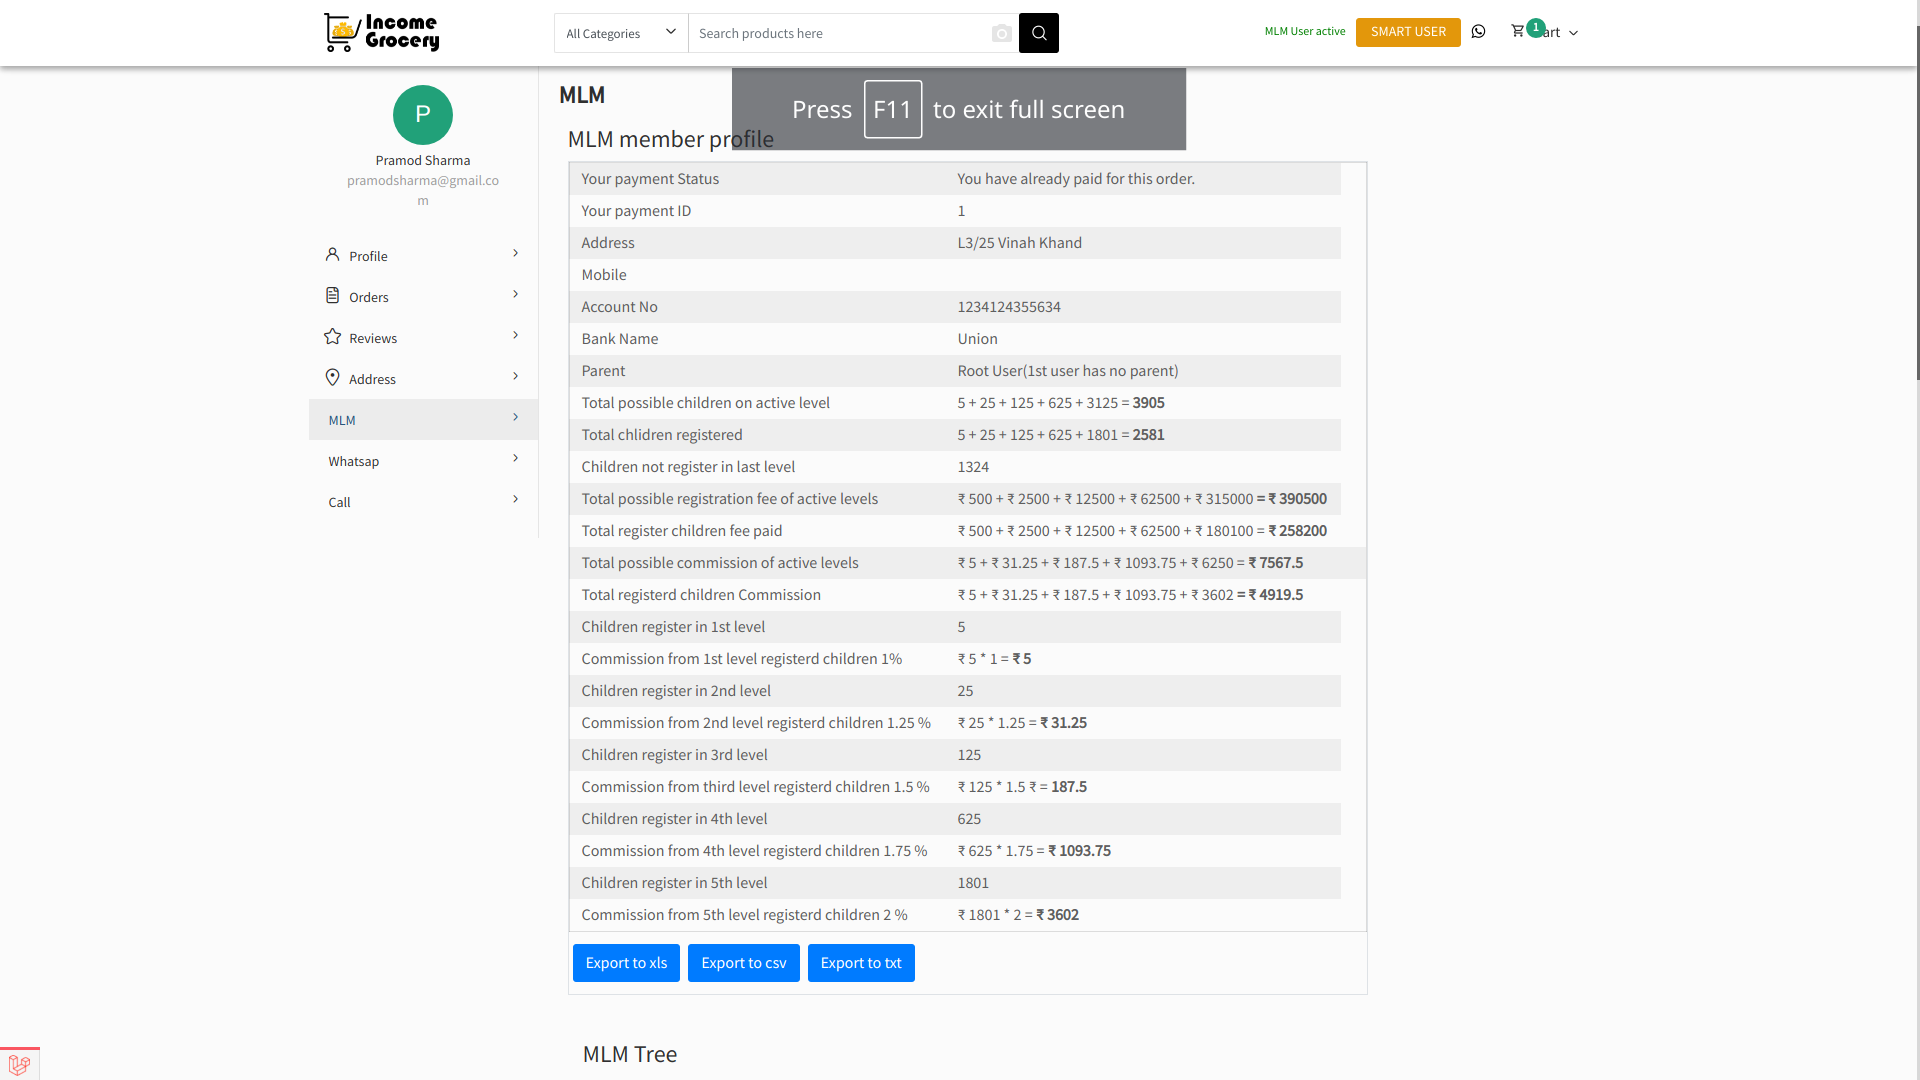 Income
Grocery
All Categories
Search products here
MLM User active
SMART USER
1
art
P
Pramod Sharma
pramodsharma@gmail.co
m
Profile
Orders
Reviews
Address
MLM
Whatsap
Call
MLM
Press F11 to exit full screen
MLM member profile
Your payment Status You have already paid for this order.
Your payment ID 1
Address L3/25 Vinah Khand
Mobile
Account No 1234124355634
Bank Name Union
Parent Root User(1st user has no parent)
Total possible children on active level 5 + 25 + 125 + 625 + 3125 = 3905
Total chlidren registered 5 + 25 + 125 + 625 + 1801 = 2581
Children not register in last level 1324
Total possible registration fee of active levels ₹ 500 + ₹ 2500 + ₹ 12500 + ₹ 62500 + ₹ 315000 = ₹ 390500
Total register children fee paid ₹ 500 + ₹ 2500 + ₹ 12500 + ₹ 62500 + ₹ 180100 = ₹ 258200
Total possible commission of active levels ₹ 5 + ₹ 31.25 + ₹ 187.5 + ₹ 1093.75 + ₹ 6250 = ₹ 7567.5
Total registerd children Commission ₹ 5 + ₹ 31.25 + ₹ 187.5 + ₹ 1093.75 + ₹ 3602 = ₹ 4919.5
Children register in 1st level 5
Commission from 1st level registerd children 1% ₹ 5 * 1 = ₹ 5
Children register in 2nd level 25
Commission from 2nd level registerd children 1.25 % ₹ 25 * 1.25 = ₹ 31.25
Children register in 3rd level 125
Commission from third level registerd children 1.5 % ₹ 125 * 1.5 ₹ = 187.5
Children register in 4th level 625
Commission from 4th level registerd children 1.75 % ₹ 625 * 1.75 = ₹ 1093.75
Children register in 5th level 1801
Commission from 5th level registerd children 2 % ₹ 1801 * 2 = ₹ 3602
Export to xls Export to csv Export to txt
MLM Tree